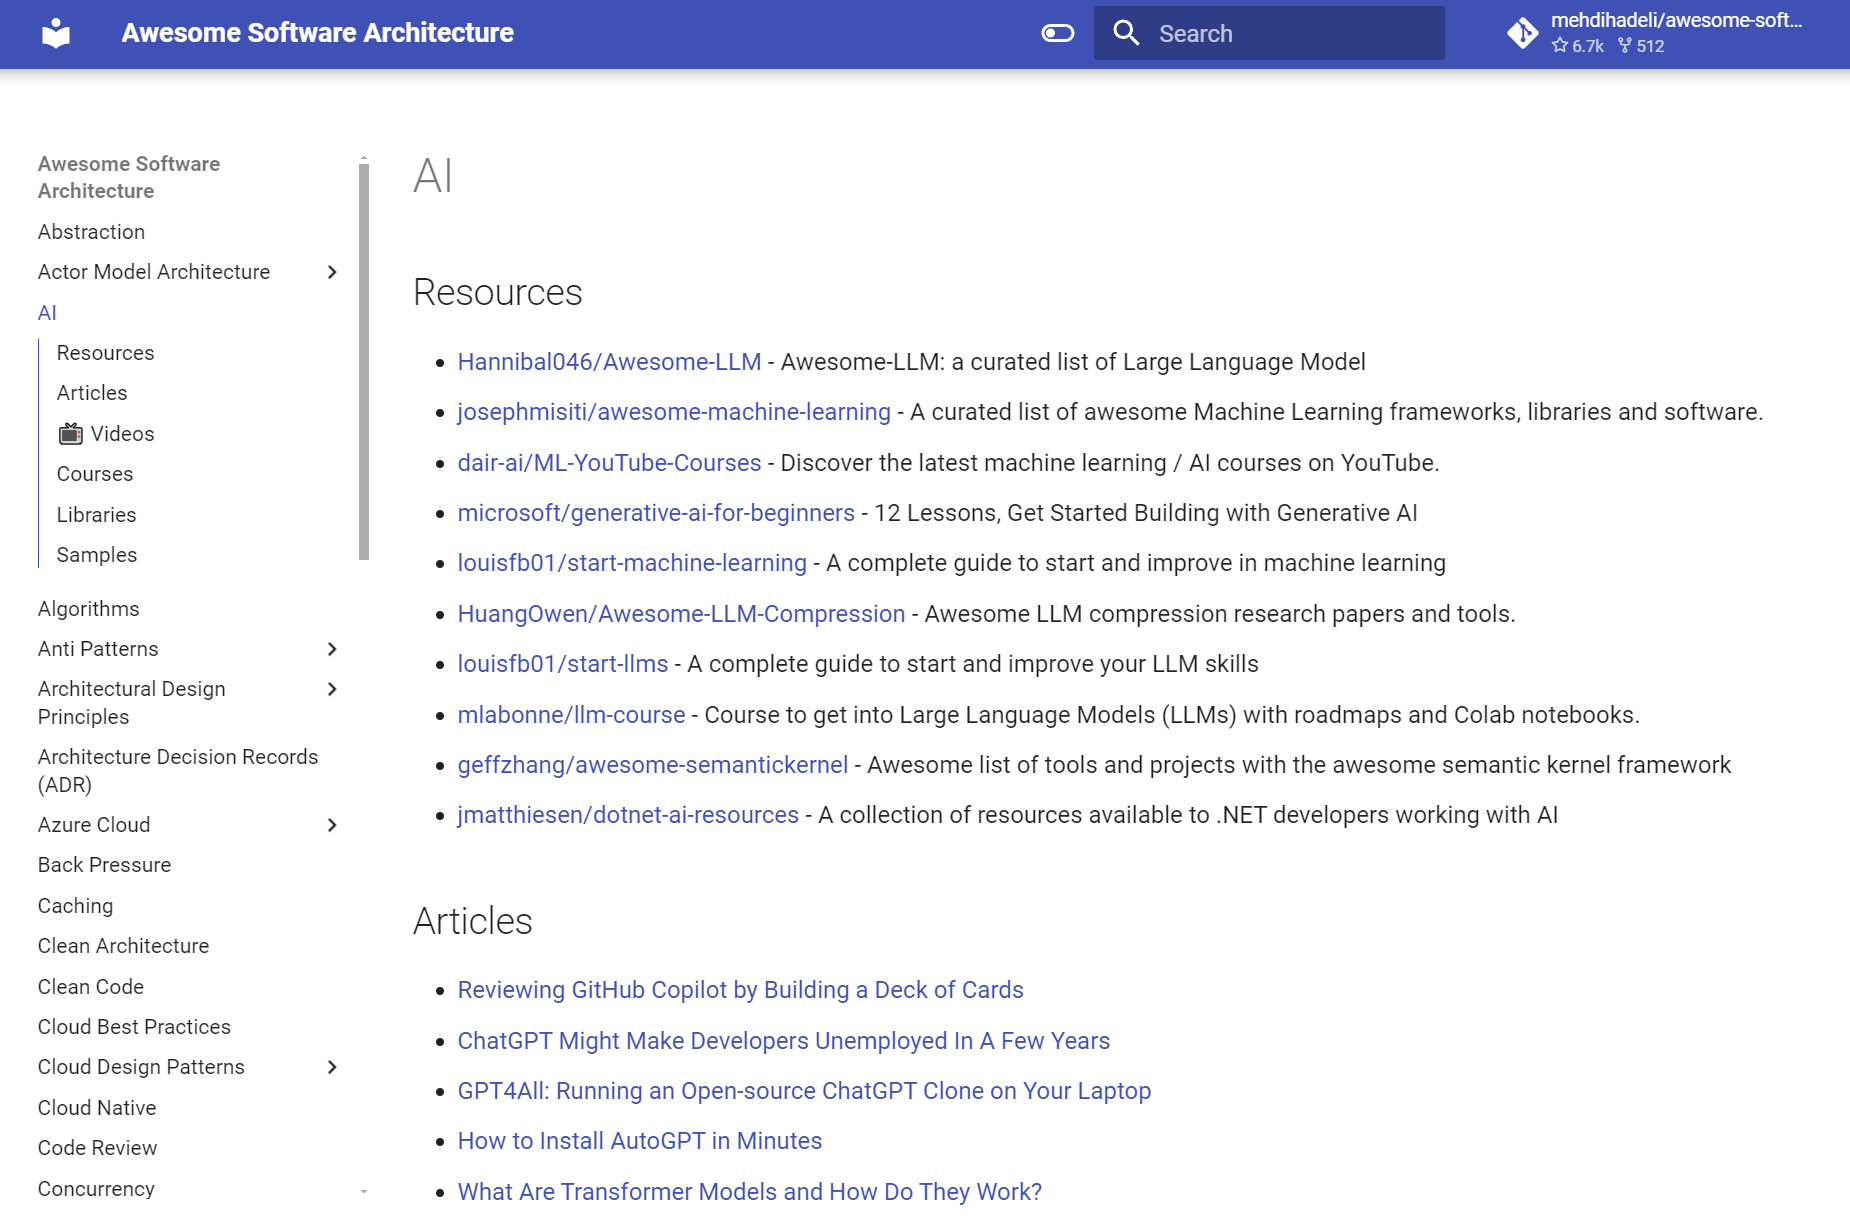 Awesome Software Architecture
Search
mehdihadeli/awesome-soft...
6.7k 512
Awesome Software
Architecture
Abstraction
Actor Model Architecture
AI
Resources
Articles
Videos
Courses
Libraries
Samples
Algorithms
Anti Patterns
Architectural Design
Principles
Architecture Decision Records
(ADR)
Azure Cloud
Back Pressure
Caching
Clean Architecture
Clean Code
Cloud Best Practices
Cloud Design Patterns
Cloud Native
Code Review
Concurrency
AI
Resources
Hannibal046/Awesome-LLM - Awesome-LLM: a curated list of Large Language Model
josephmisiti/awesome-machine-learning - A curated list of awesome Machine Learning frameworks, libraries and software.
dair-ai/ML-YouTube-Courses - Discover the latest machine learning / AI courses on YouTube.
microsoft/generative-ai-for-beginners - 12 Lessons, Get Started Building with Generative AI
louisfb01/start-machine-learning - A complete guide to start and improve in machine learning
HuangOwen/Awesome-LLM-Compression - Awesome LLM compression research papers and tools.
louisfb01/start-llms - A complete guide to start and improve your LLM skills
mlabonne/llm-course - Course to get into Large Language Models (LLMs) with roadmaps and Colab notebooks.
geffzhang/awesome-semantickernel - Awesome list of tools and projects with the awesome semantic kernel framework
jmatthiesen/dotnet-ai-resources - A collection of resources available to .NET developers working with AI
Articles
Reviewing GitHub Copilot by Building a Deck of Cards
ChatGPT Might Make Developers Unemployed In A Few Years
GPT4All: Running an Open-source ChatGPT Clone on Your Laptop
How to Install AutoGPT in Minutes
What Are Transformer Models and How Do They Work?